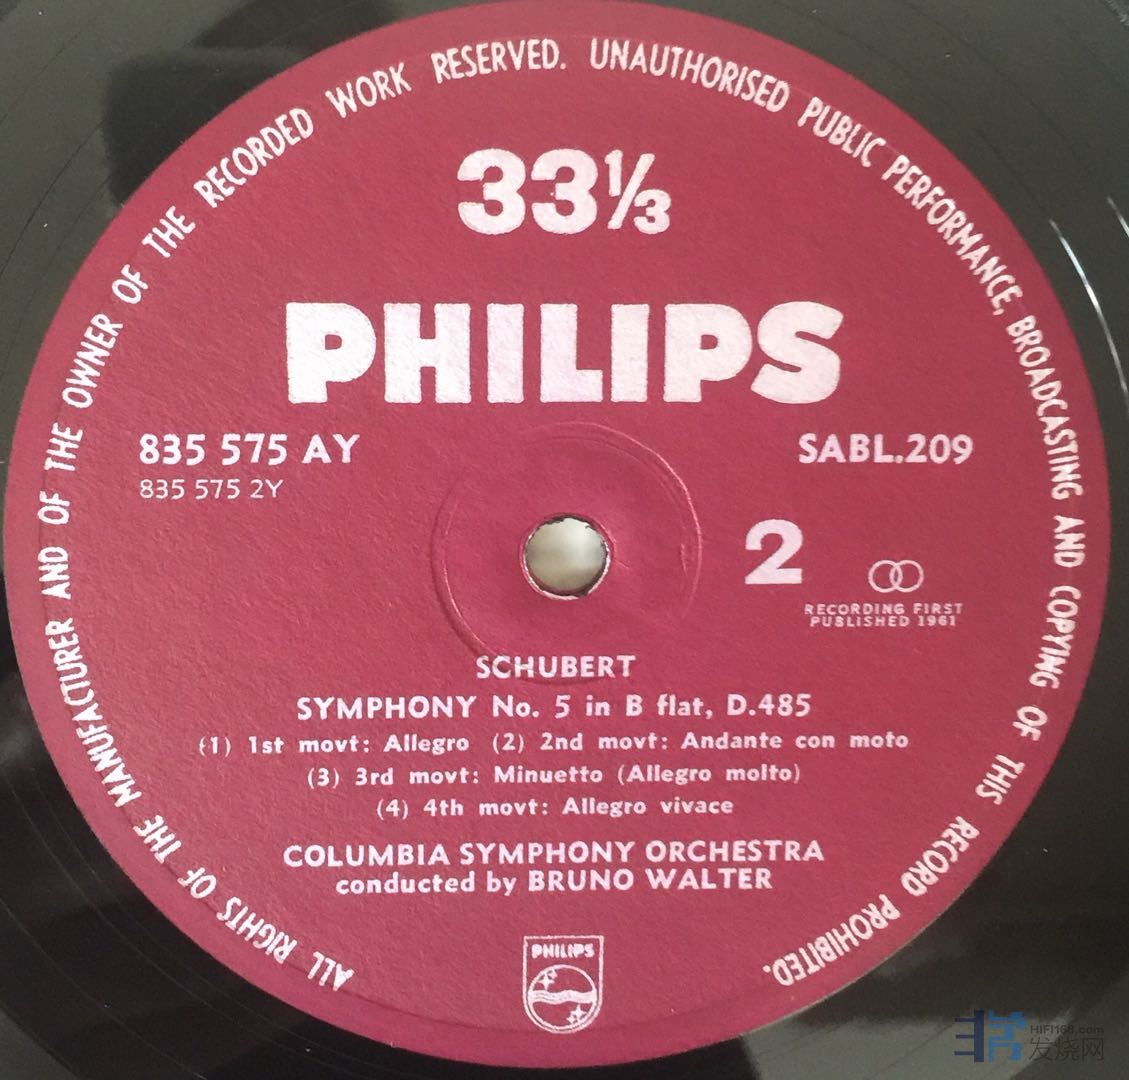 ALL RIGHTS OF THE MANUFACTURER AND OF THE OWNER OF THE RECORDED WORK RESERVED. UNAUTHORISED PUBLIC PERFORMANCE, BROADCASTING AND COPYING OF THIS RECORD PROHIBITED.
33⅓
PHILIPS
835 575 AY SABL.209
835 575 2Y
2
RECORDING FIRST
PUBLISHED 1961
SCHUBERT
SYMPHONY No. 5 in B flat, D.485
(1) 1st movt: Allegro (2) 2nd movt: Andante con moto
(3) 3rd movt: Minuetto (Allegro molto)
(4) 4th movt: Allegro vivace
COLUMBIA SYMPHONY ORCHESTRA
conducted by BRUNO WALTER
PHILIPS
HIFI168.com
发烧网